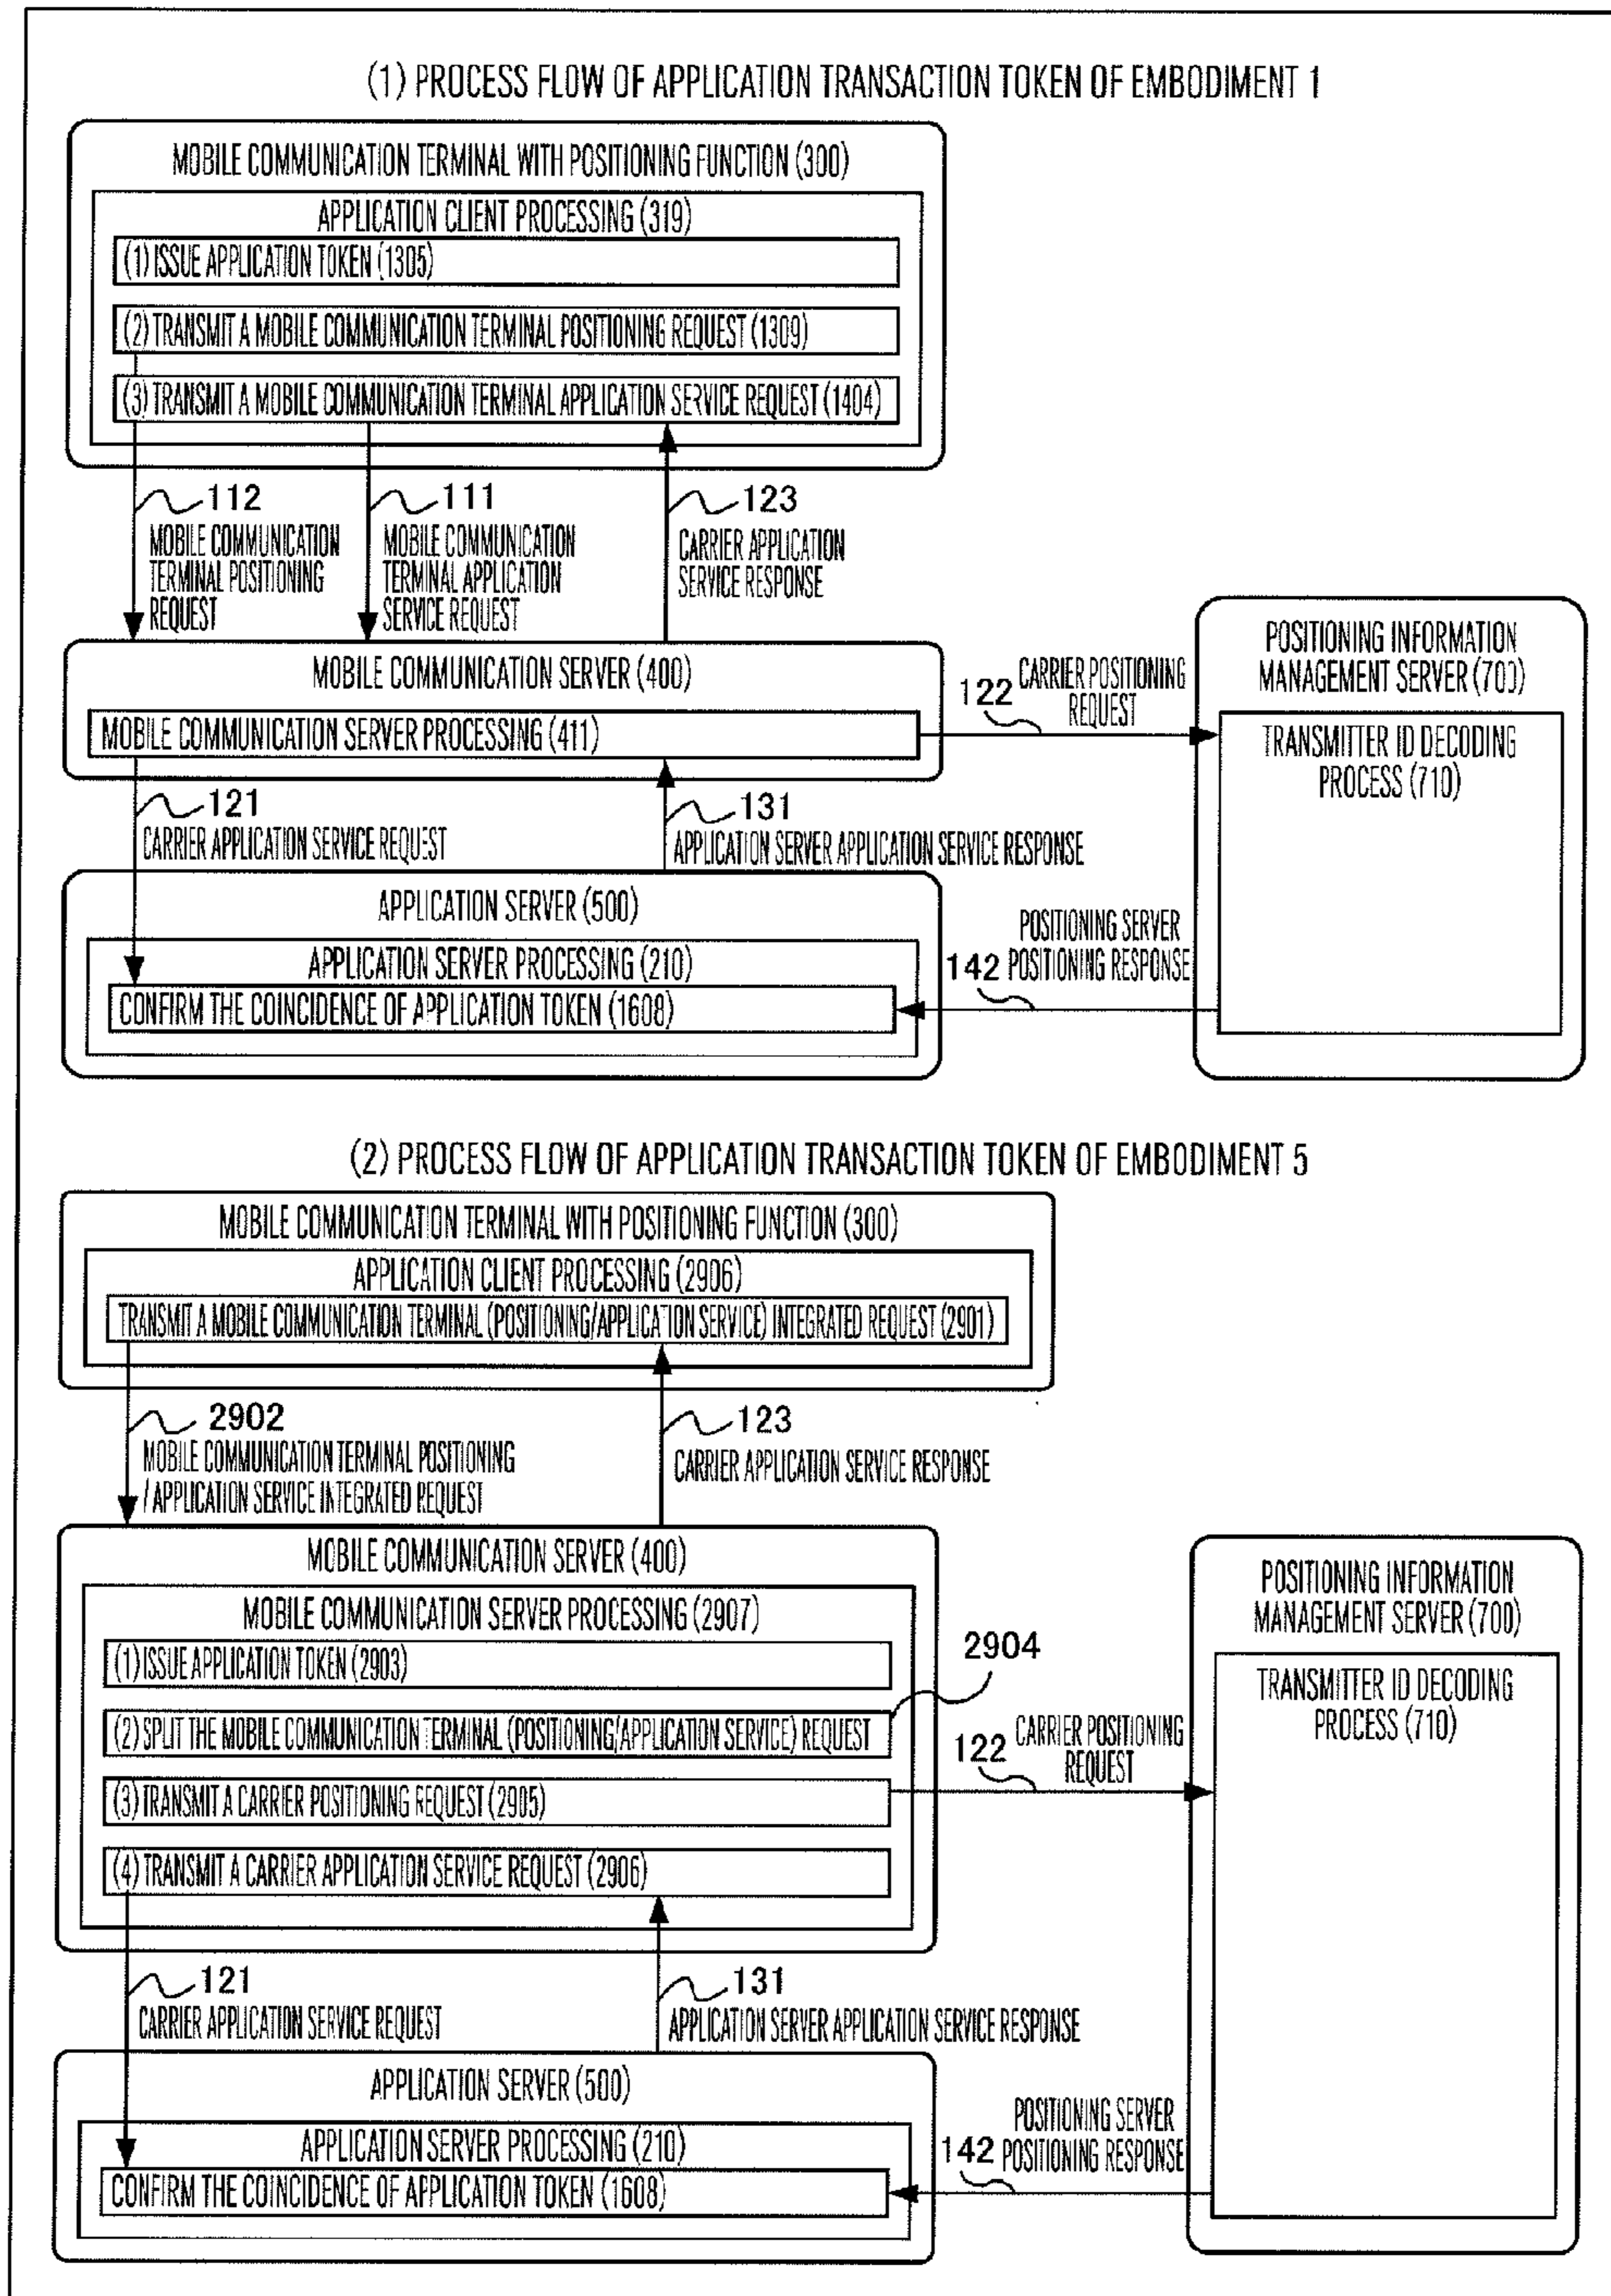 (1) PROCESS FLOW OF APPLICATION TRANSACTION TOKEN OF EMBODIMENT 1
MOBILE COMMUNICATION TERMINAL WITH POSITIONING FUNCTION (300)
APPLICATION CLIENT PROCESSING (319)
(1) ISSUE APPLICATION TOKEN (1305)
(2) TRANSMIT A MOBILE COMMUNICATION TERMINAL POSITIONING REQUEST (1309)
(3) TRANSMIT A MOBILE COMMUNICATION TERMINAL APPLICATION SERVICE REQUEST (1404)
112
MOBILE COMMUNICATION
TERMINAL POSITIONING
REQUEST
111
MOBILE COMMUNICATION
TERMINAL APPLICATION
SERVICE REQUEST
123
CARRIER APPLICATION
SERVICE RESPONSE
MOBILE COMMUNICATION SERVER (400)
MOBILE COMMUNICATION SERVER PROCESSING (411)
122
CARRIER POSITIONING
REQUEST
POSITIONING INFORMATION
MANAGEMENT SERVER (700)
TRANSMITTER ID DECODING
PROCESS (710)
121
CARRIER APPLICATION SERVICE REQUEST
131
APPLICATION SERVER APPLICATION SERVICE RESPONSE
APPLICATION SERVER (500)
APPLICATION SERVER PROCESSING (210)
CONFIRM THE COINCIDENCE OF APPLICATION TOKEN (1608)
POSITIONING SERVER
142 POSITIONING RESPONSE
(2) PROCESS FLOW OF APPLICATION TRANSACTION TOKEN OF EMBODIMENT 5
MOBILE COMMUNICATION TERMINAL WITH POSITIONING FUNCTION (300)
APPLICATION CLIENT PROCESSING (2906)
TRANSMIT A MOBILE COMMUNICATION TERMINAL (POSITIONING/APPLICATION SERVICE) INTEGRATED REQUEST (2901)
2902
MOBILE COMMUNICATION TERMINAL POSITIONING
/APPLICATION SERVICE INTEGRATED REQUEST
123
CARRIER APPLICATION SERVICE RESPONSE
MOBILE COMMUNICATION SERVER (400)
MOBILE COMMUNICATION SERVER PROCESSING (2907)
(1) ISSUE APPLICATION TOKEN (2903)
2904
(2) SPLIT THE MOBILE COMMUNICATION TERMINAL (POSITIONING/APPLICATION SERVICE) REQUEST
(3) TRANSMIT A CARRIER POSITIONING REQUEST (2905)
(4) TRANSMIT A CARRIER APPLICATION SERVICE REQUEST (2906)
122
CARRIER POSITIONING
REQUEST
POSITIONING INFORMATION
MANAGEMENT SERVER (700)
TRANSMITTER ID DECODING
PROCESS (710)
121
CARRIER APPLICATION SERVICE REQUEST
131
APPLICATION SERVER APPLICATION SERVICE RESPONSE
APPLICATION SERVER (500)
APPLICATION SERVER PROCESSING (210)
CONFIRM THE COINCIDENCE OF APPLICATION TOKEN (1608)
POSITIONING SERVER
142 POSITIONING RESPONSE